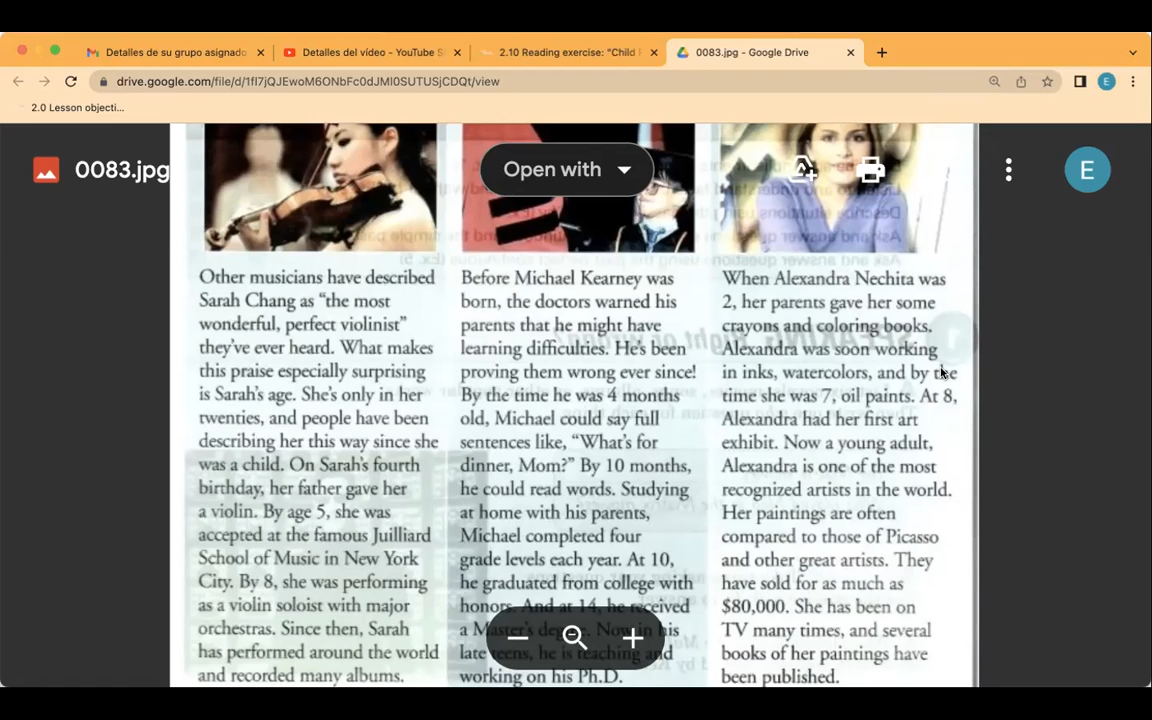 Detalles de su grupo asignado
Detalles del vídeo - YouTube S
2.10 Reading exercise: "Child
0083.jpg - Google Drive
drive.google.com/file/d/1fI7jQJEwoM6ONbFc0dJMl0SUTUSjCDQt/view
E
2.0 Lesson objecti...
0083.jpg
Open with
E
Other musicians have described
Sarah Chang as “the most
wonderful, perfect violinist”
they’ve ever heard. What makes
this praise especially surprising
is Sarah’s age. She’s only in her
twenties, and people have been
describing her this way since she
was a child. On Sarah’s fourth
birthday, her father gave her
a violin. By age 5, she was
accepted at the famous Juilliard
School of Music in New York
City. By 8, she was performing
as a violin soloist with major
orchestras. Since then, Sarah
has performed around the world
and recorded many albums.
Before Michael Kearney was
born, the doctors warned his
parents that he might have
learning difficulties. He’s been
proving them wrong ever since!
By the time he was 4 months
old, Michael could say full
sentences like, “What’s for
dinner, Mom?” By 10 months,
he could read words. Studying
at home with his parents,
Michael completed four
grade levels each year. At 10,
he graduated from college with
honors. And at 14, he received
a Master’s degree. Now in his
late teens, he is teaching and
working on his Ph.D.
When Alexandra Nechita was
2, her parents gave her some
crayons and coloring books.
Alexandra was soon working
in inks, watercolors, and by the
time she was 7, oil paints. At 8,
Alexandra had her first art
exhibit. Now a young adult,
Alexandra is one of the most
recognized artists in the world.
Her paintings are often
compared to those of Picasso
and other great artists. They
have sold for as much as
$80,000. She has been on
TV many times, and several
books of her paintings have
been published.